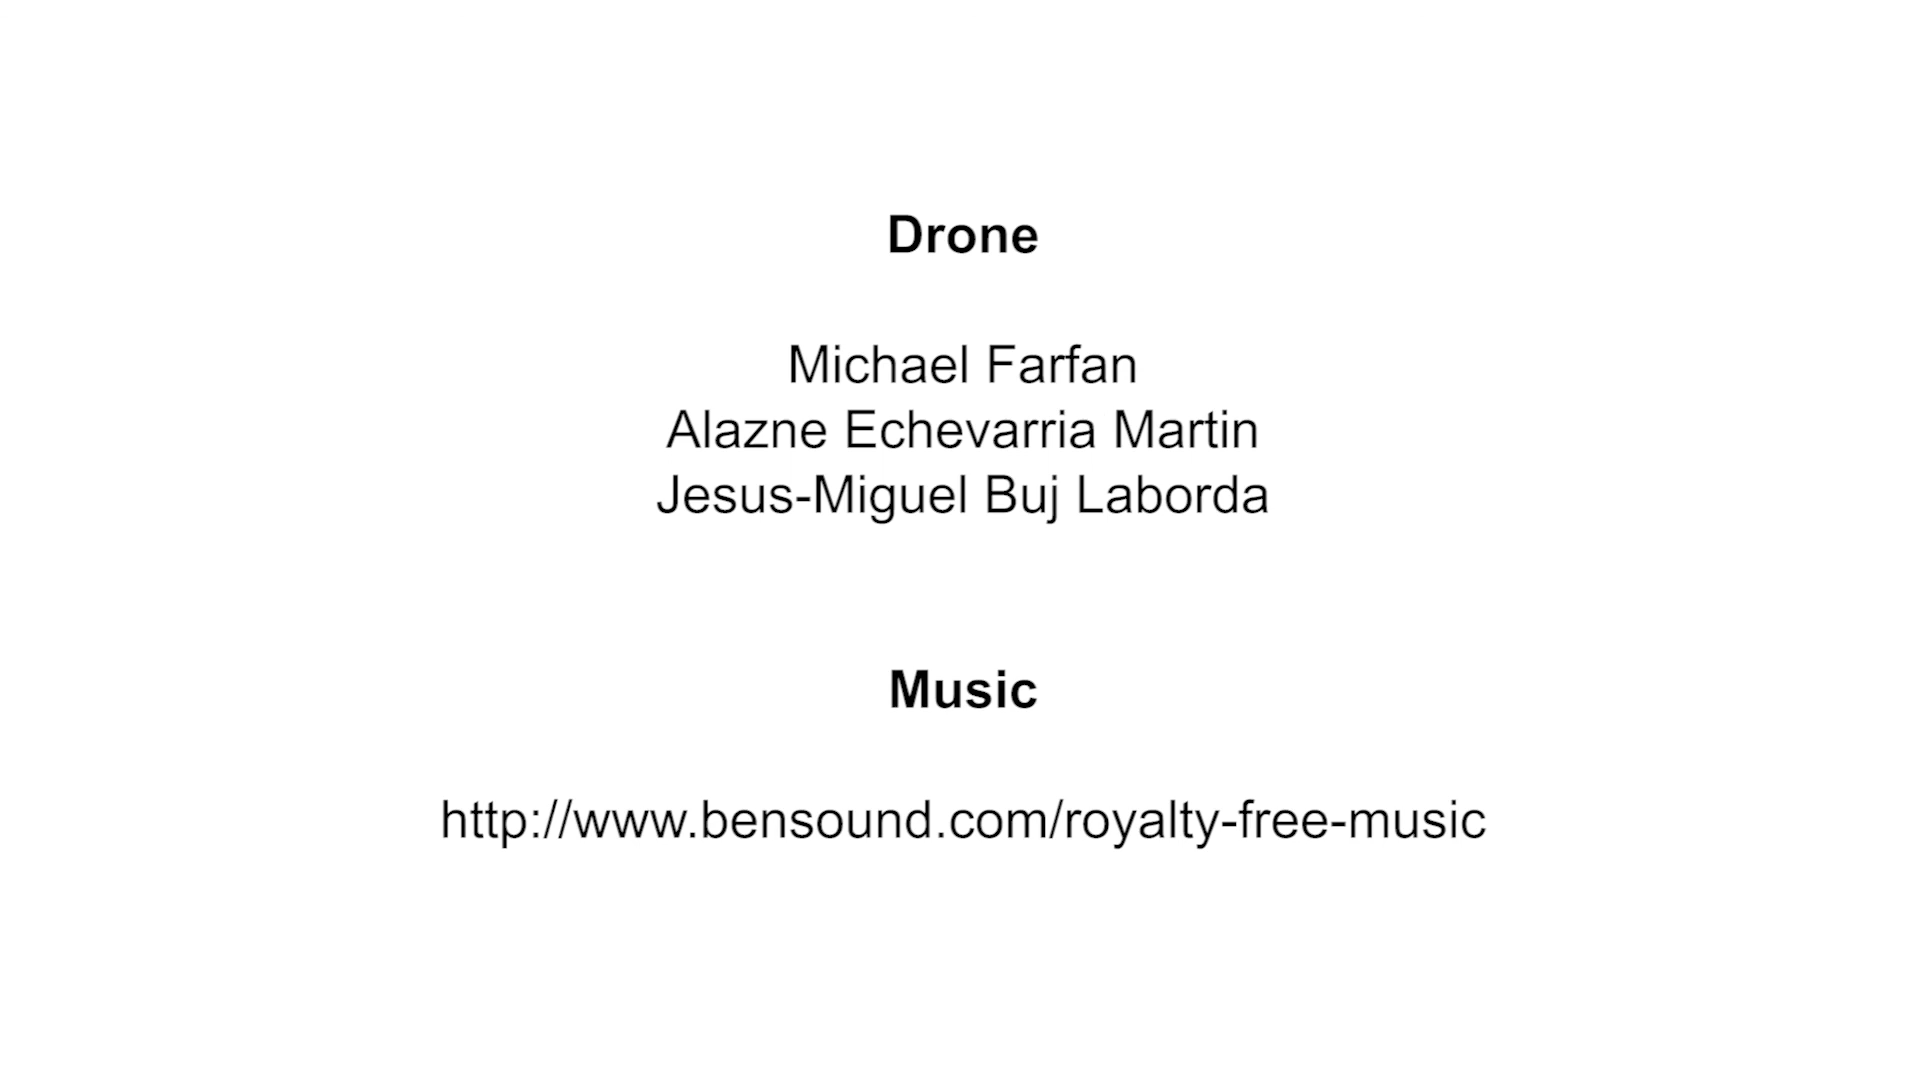 Drone
Michael Farfan
Alazne Echevarria Martin
Jesus-Miguel Buj Laborda
Music
http://www.bensound.com/royalty-free-music